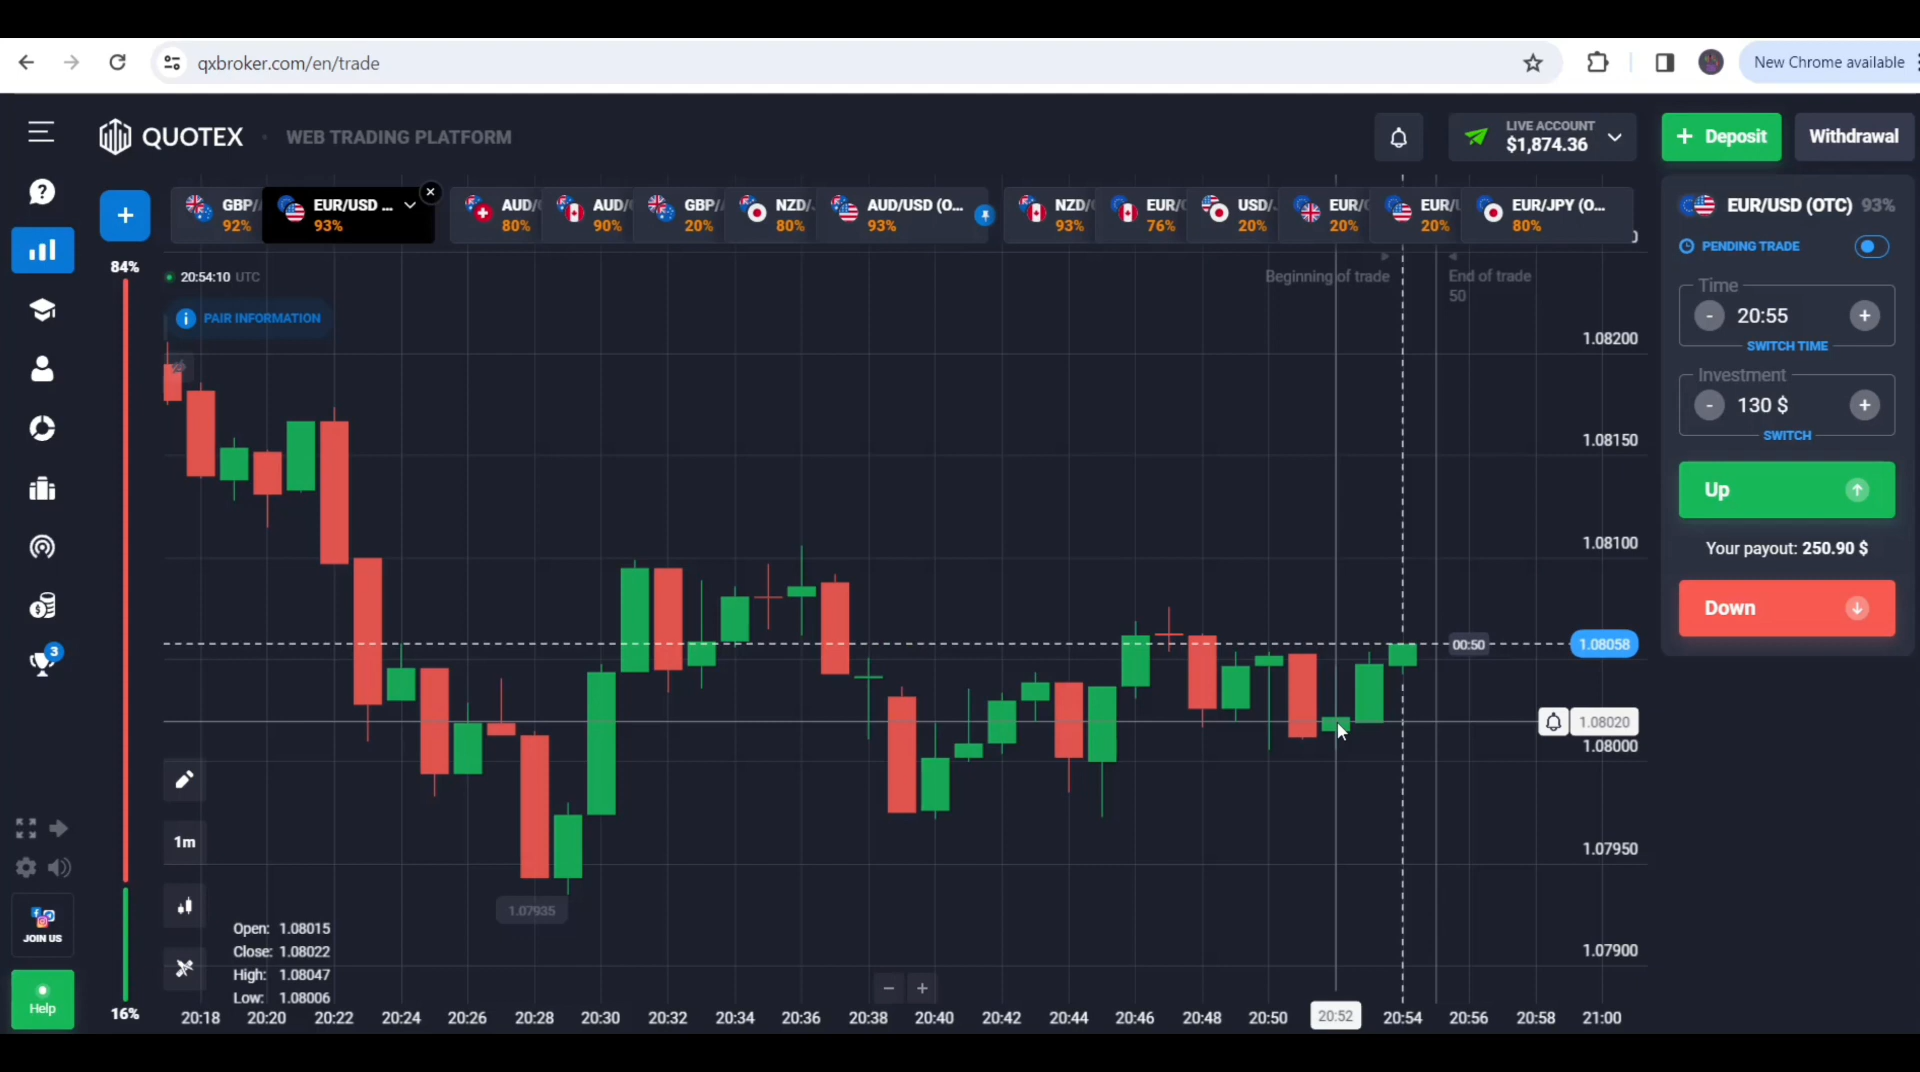 qxbroker.com/en/trade
New Chrome available
QUOTEX
WEB TRADING PLATFORM
LIVE ACCOUNT
$1,874.36
+ Deposit
Withdrawal
GBP/
92%
EUR/USD ...
93%
AUD/
80%
AUD/
90%
GBP/
20%
NZD/
80%
AUD/USD (O...
93%
NZD/
93%
EUR/
76%
USD/
20%
EUR/
20%
EUR/
20%
EUR/JPY (O...
80%
EUR/USD (OTC) 93%
PENDING TRADE
Time
- 20:55 +
SWITCH TIME
Investment
- 130 $ +
SWITCH
Up
Your payout: 250.90 $
Down
84%
20:54:10 UTC
PAIR INFORMATION
Beginning of trade
End of trade
50
0
1.08200
1.08150
1.08100
00:50
1.08058
1.08020
1.08000
1.07950
1.07900
3
1m
1.07935
Open: 1.08015
Close: 1.08022
High: 1.08047
Low: 1.08006
JOIN US
Help
16%
20:18 20:20 20:22 20:24 20:26 20:28 20:30 20:32 20:34 20:36 20:38 20:40 20:42 20:44 20:46 20:48 20:50 20:52 20:54 20:56 20:58 21:00